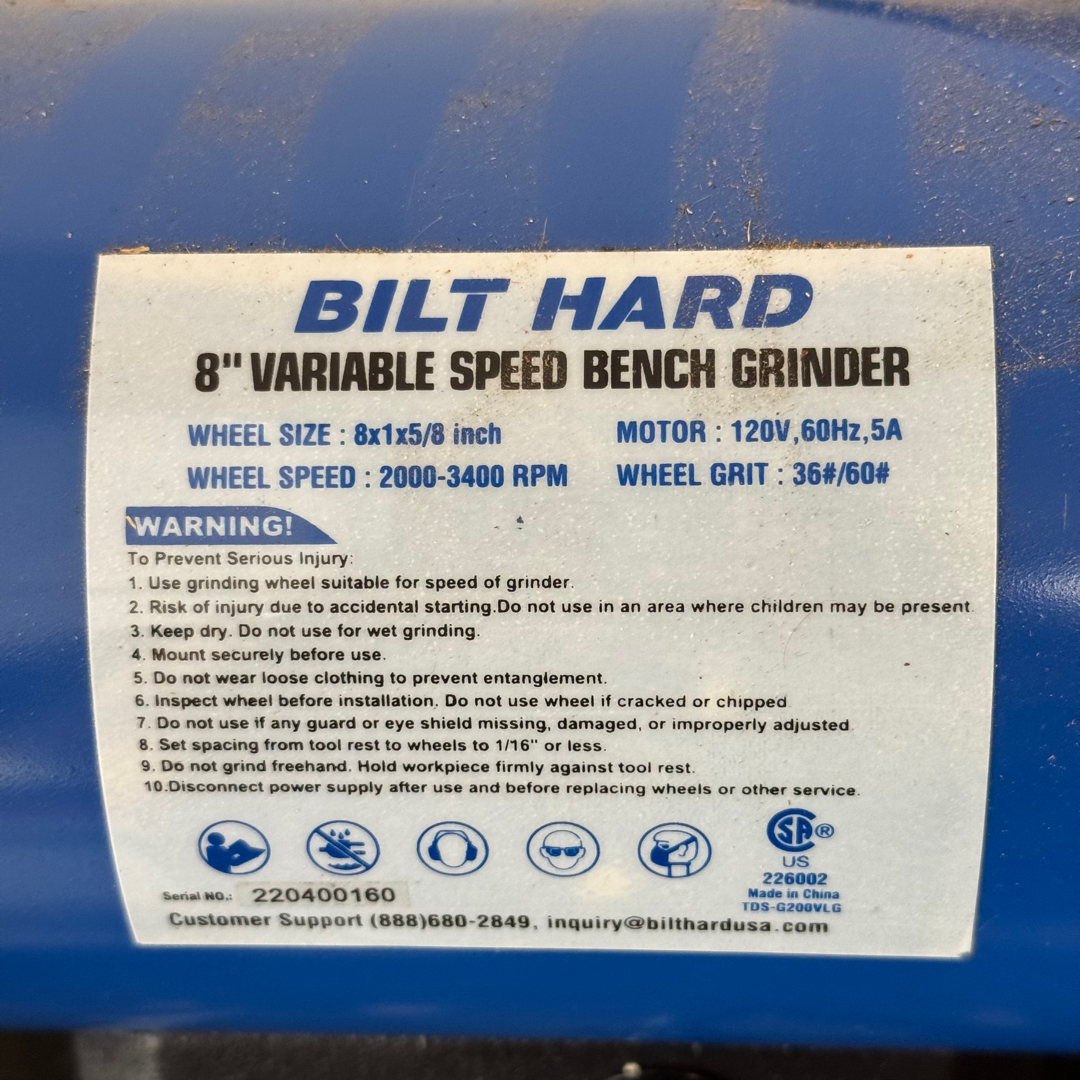 BILT HARD
8" VARIABLE SPEED BENCH GRINDER
WHEEL SIZE : 8x1x5/8 inch MOTOR : 120V,60Hz,5A
WHEEL SPEED : 2000-3400 RPM WHEEL GRIT : 36#/60#
WARNING!
To Prevent Serious Injury:
1. Use grinding wheel suitable for speed of grinder.
2. Risk of injury due to accidental starting.Do not use in an area where children may be present.
3. Keep dry. Do not use for wet grinding.
4. Mount securely before use.
5. Do not wear loose clothing to prevent entanglement.
6. Inspect wheel before installation. Do not use wheel if cracked or chipped
7. Do not use if any guard or eye shield missing, damaged, or improperly adjusted
8. Set spacing from tool rest to wheels to 1/16" or less.
9. Do not grind freehand. Hold workpiece firmly against tool rest.
10.Disconnect power supply after use and before replacing wheels or other service.
SA ®
US
226002
Made in China
TDS-G200VLG
Serial NO.: 220400160
Customer Support (888)680-2849, inquiry@bilthardusa.com